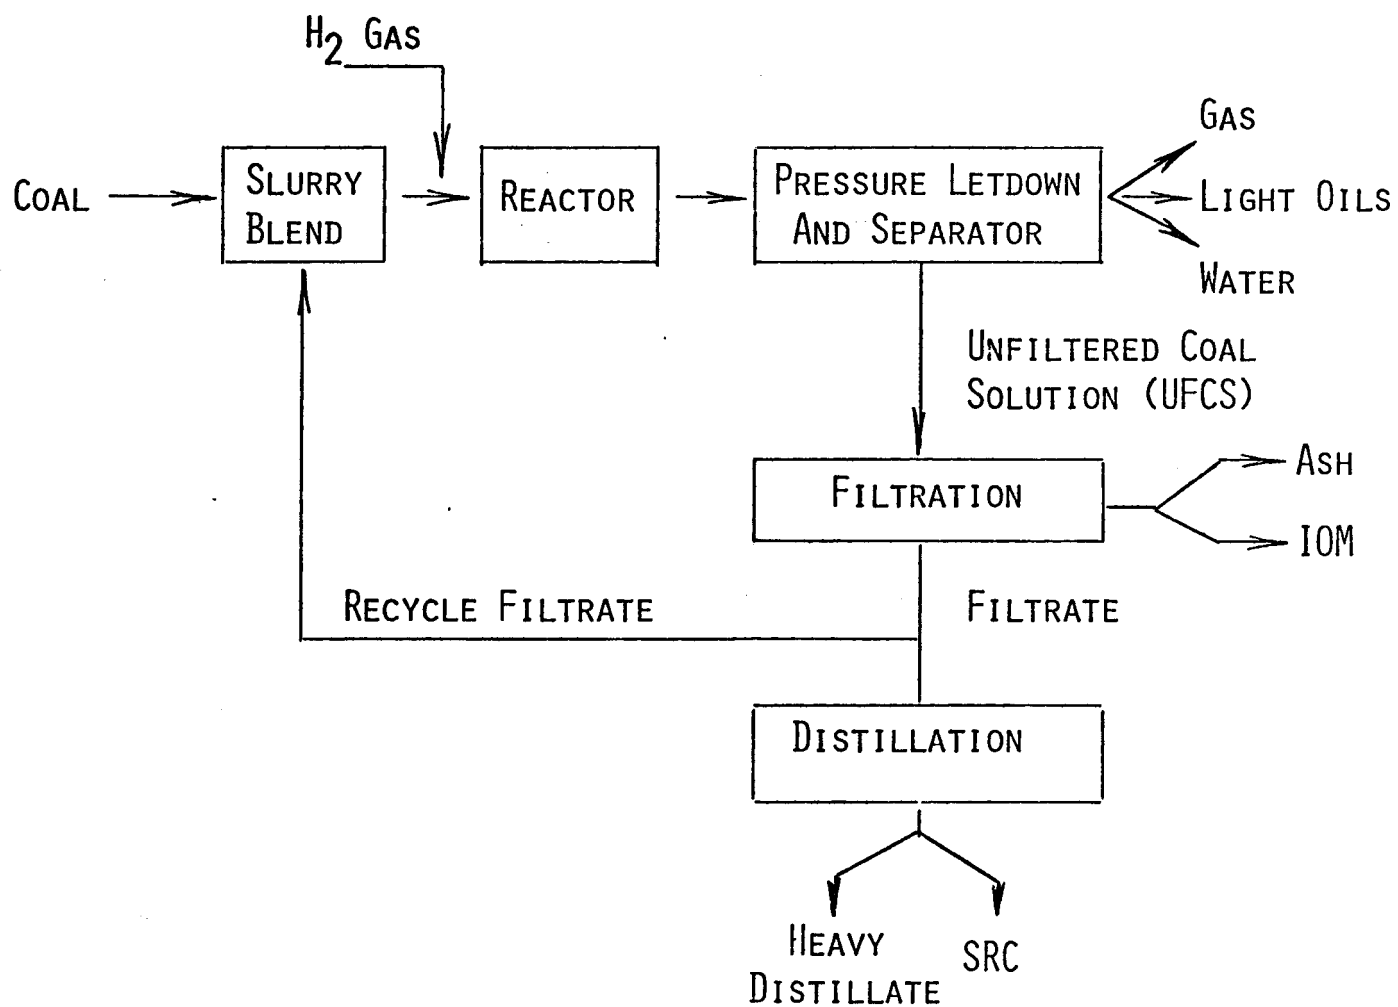 H2 GAS
COAL
SLURRY
BLEND
REACTOR
PRESSURE LETDOWN
AND SEPARATOR
GAS
LIGHT OILS
WATER
UNFILTERED COAL
SOLUTION (UFCS)
FILTRATION
ASH
IOM
RECYCLE FILTRATE
FILTRATE
DISTILLATION
HEAVY
DISTILLATE
SRC